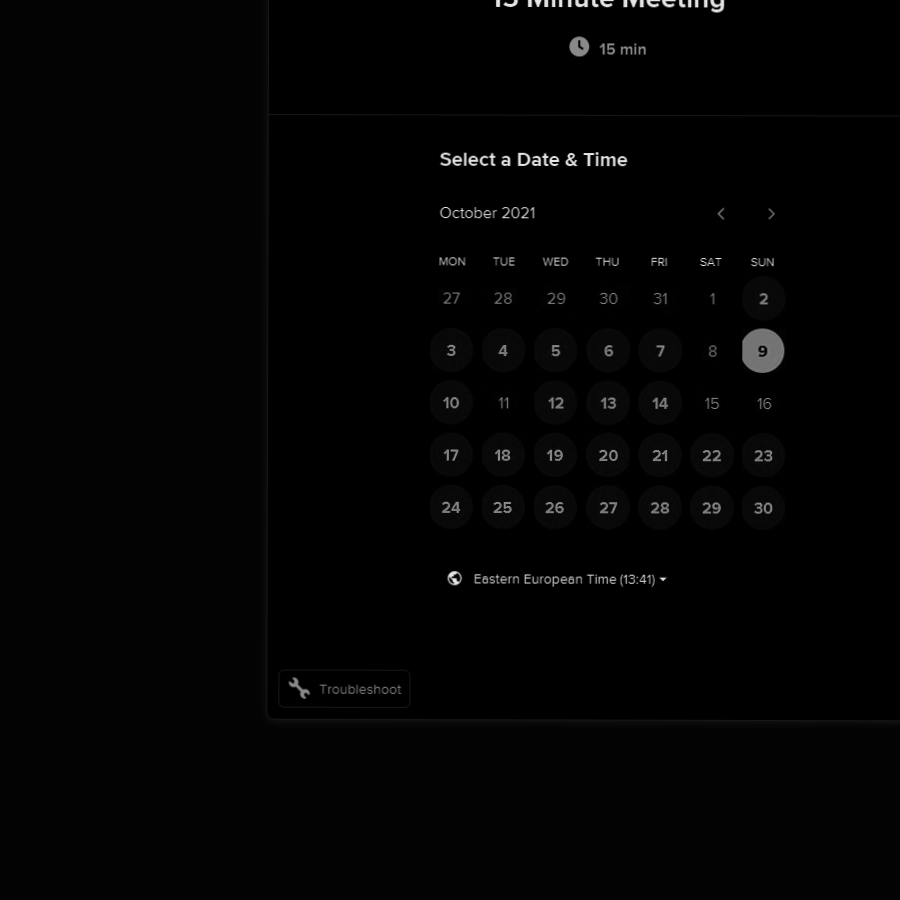 15 Minute Meeting
15 min
Select a Date & Time
October 2021
MON TUE WED THU FRI SAT SUN
27 28 29 30 31 1 2
3 4 5 6 7 8 9
10 11 12 13 14 15 16
17 18 19 20 21 22 23
24 25 26 27 28 29 30
Eastern European Time (13:41)
Troubleshoot